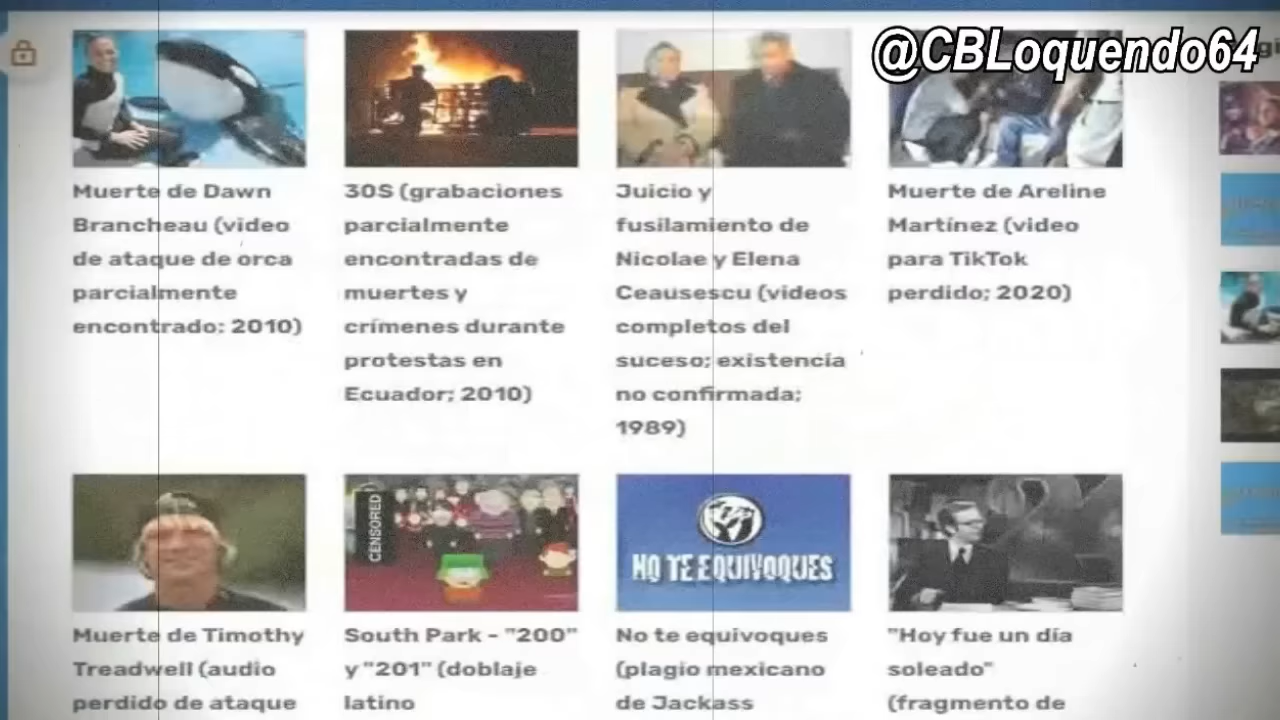 @CBLoquendo64
Muerte de Dawn
Brancheau (video
de ataque de orca
parcialmente
encontrado; 2010)
30S (grabaciones
parcialmente
encontradas de
muertes y
crímenes durante
protestas en
Ecuador; 2010)
Juicio y
fusilamiento de
Nicolae y Elena
Ceausescu (videos
completos del
suceso; existencia
no confirmada;
1989)
Muerte de Areline
Martínez (video
para TikTok
perdido; 2020)
CENSORED
NO TE EQUIVOQUES
Muerte de Timothy
Treadwell (audio
perdido de ataque
South Park - "200"
y "201" (doblaje
latino
No te equivoques
(plagio mexicano
de Jackass
"Hoy fue un día
soleado"
(fragmento de